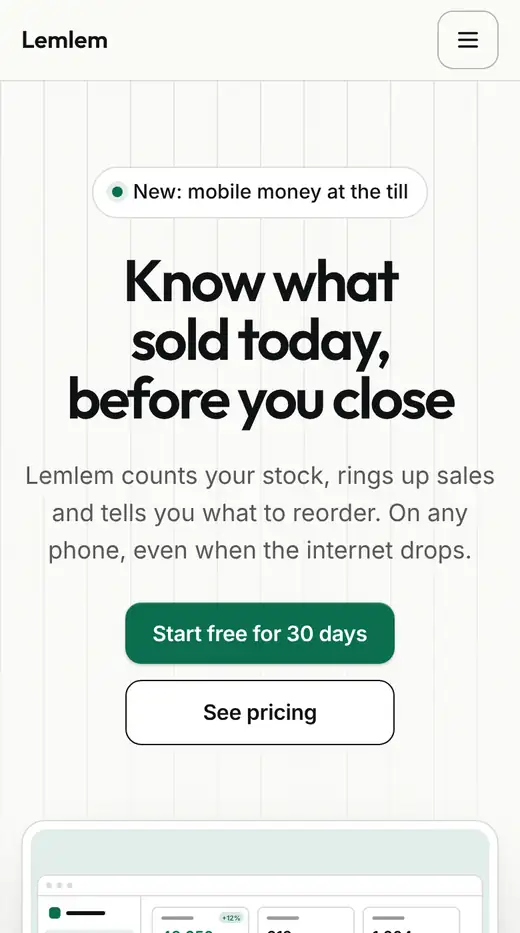 Lemlem
New: mobile money at the till
Know what
sold today,
before you close
Lemlem counts your stock, rings up sales
and tells you what to reorder. On any
phone, even when the internet drops.
Start free for 30 days
See pricing
+12%